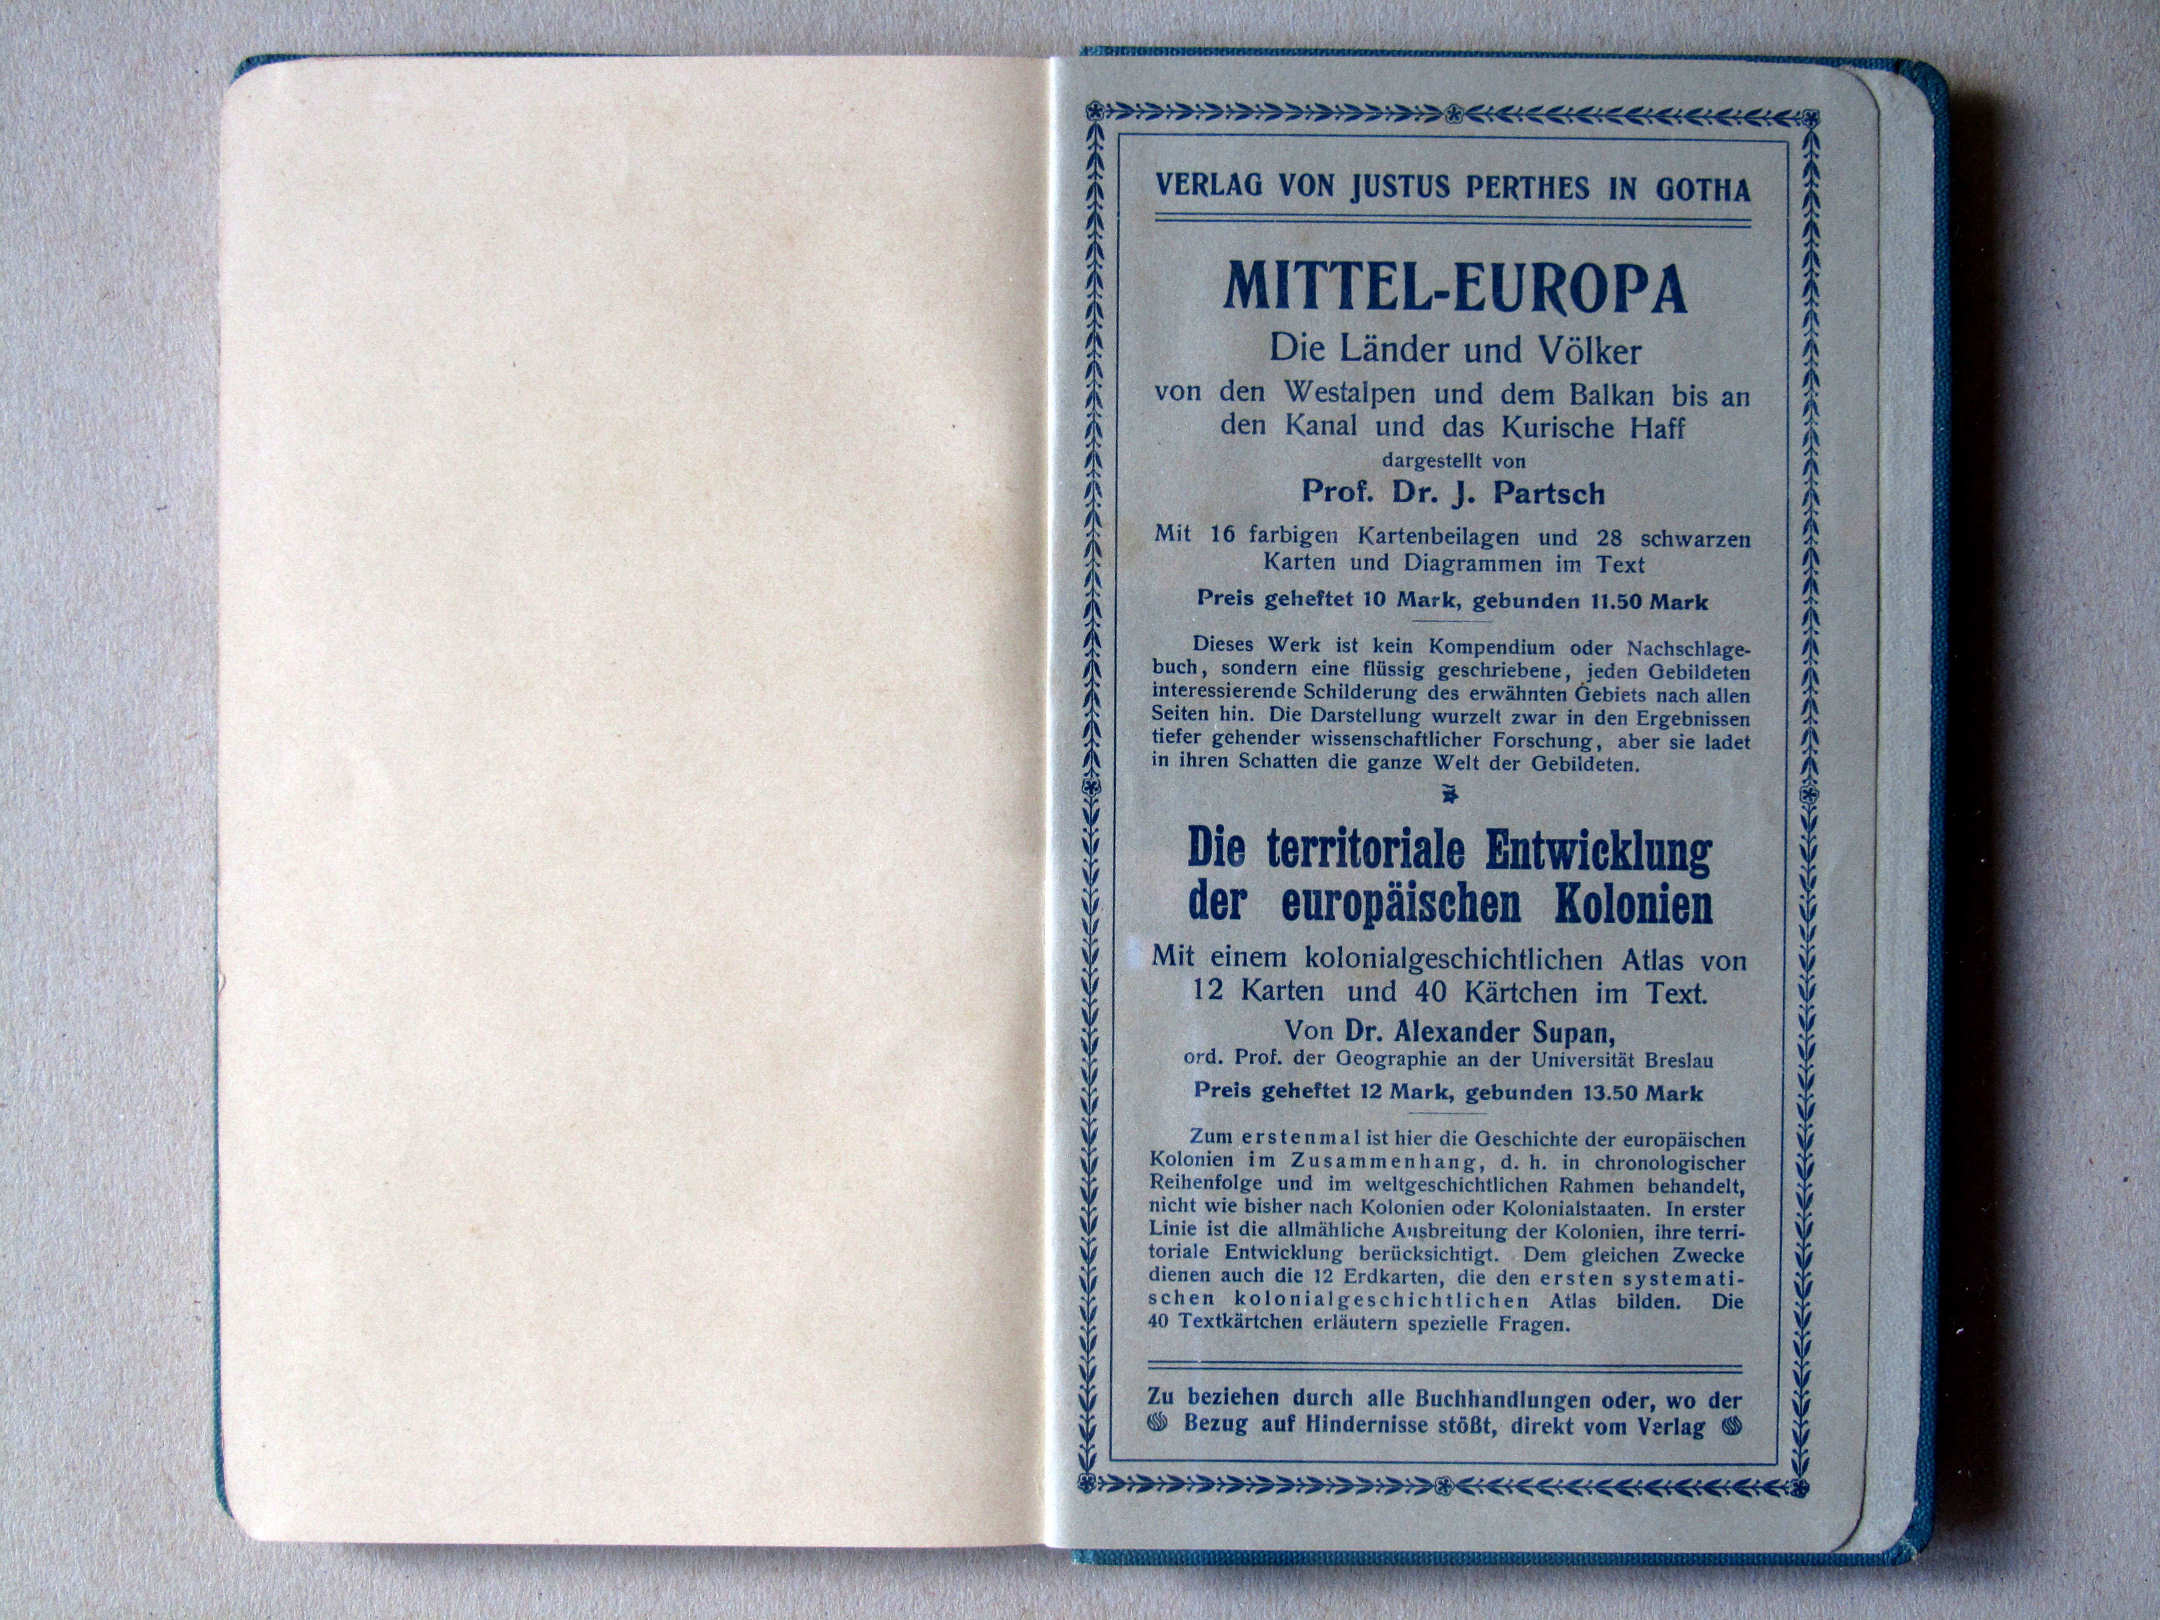 VERLAG VON JUSTUS PERTHES IN GOTHA
MITTEL-EUROPA
Die Länder und Völker
von den Westalpen und dem Balkan bis an
den Kanal und das Kurische Haff
dargestellt von
Prof. Dr. J. Partsch
Mit 16 farbigen Kartenbeilagen und 28 schwarzen
Karten und Diagrammen im Text
Preis geheftet 10 Mark, gebunden 11.50 Mark
Dieses Werk ist kein Kompendium oder Nachschlage-
buch, sondern eine flüssig geschriebene, jeden Gebildeten
interessierende Schilderung des erwähnten Gebiets nach allen
Seiten hin. Die Darstellung wurzelt zwar in den Ergebnissen
tiefer gehender wissenschaftlicher Forschung, aber sie ladet
in ihren Schatten die ganze Welt der Gebildeten.
Die territoriale Entwicklung
der europäischen Kolonien
Mit einem kolonialgeschichtlichen Atlas von
12 Karten und 40 Kärtchen im Text.
Von Dr. Alexander Supan,
ord. Prof. der Geographie an der Universität Breslau
Preis geheftet 12 Mark, gebunden 13.50 Mark
Zum erstenmal ist hier die Geschichte der europäischen
Kolonien im Zusammenhang, d. h. in chronologischer
Reihenfolge und im weltgeschichtlichen Rahmen behandelt,
nicht wie bisher nach Kolonien oder Kolonialstaaten. In erster
Linie ist die allmähliche Ausbreitung der Kolonien, ihre terri-
toriale Entwicklung berücksichtigt. Dem gleichen Zwecke
dienen auch die 12 Erdkarten, die den ersten systemati-
schen kolonialgeschichtlichen Atlas bilden. Die
40 Textkärtchen erläutern spezielle Fragen.
Zu beziehen durch alle Buchhandlungen oder, wo der
Bezug auf Hindernisse stößt, direkt vom Verlag